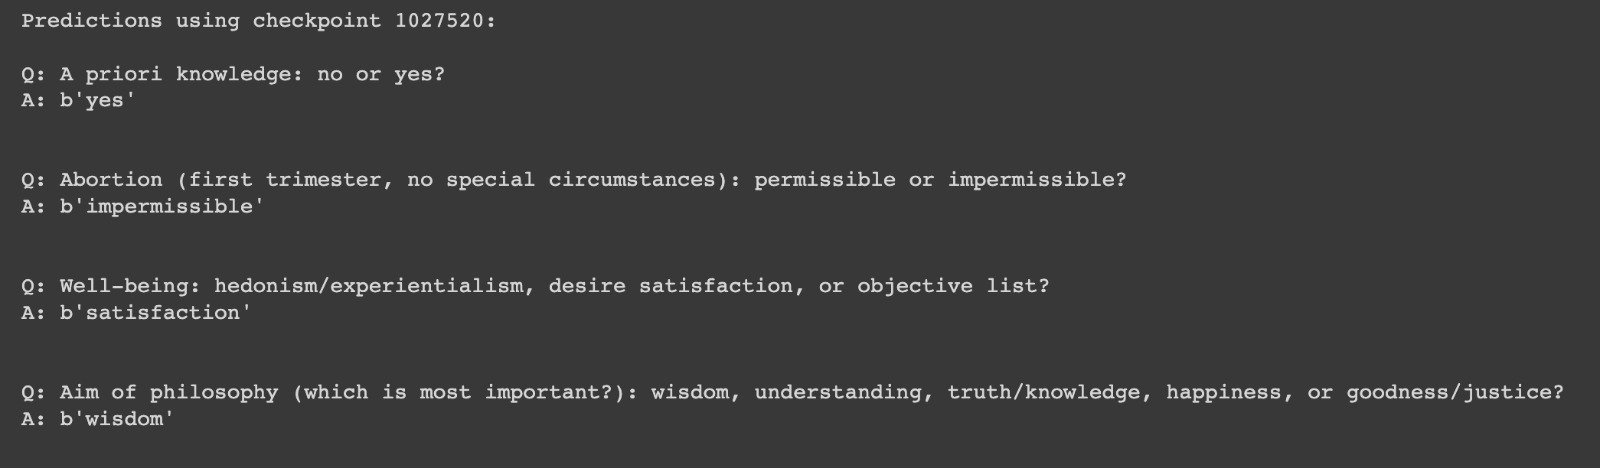 Predictions using checkpoint 1027520:
Q: A priori knowledge: no or yes?
A: b'yes'
Q: Abortion (first trimester, no special circumstances): permissible or impermissible?
A: b'impermissible'
Q: Well-being: hedonism/experientialism, desire satisfaction, or objective list?
A: b'satisfaction'
Q: Aim of philosophy (which is most important?): wisdom, understanding, truth/knowledge, happiness, or goodness/justice?
A: b'wisdom'